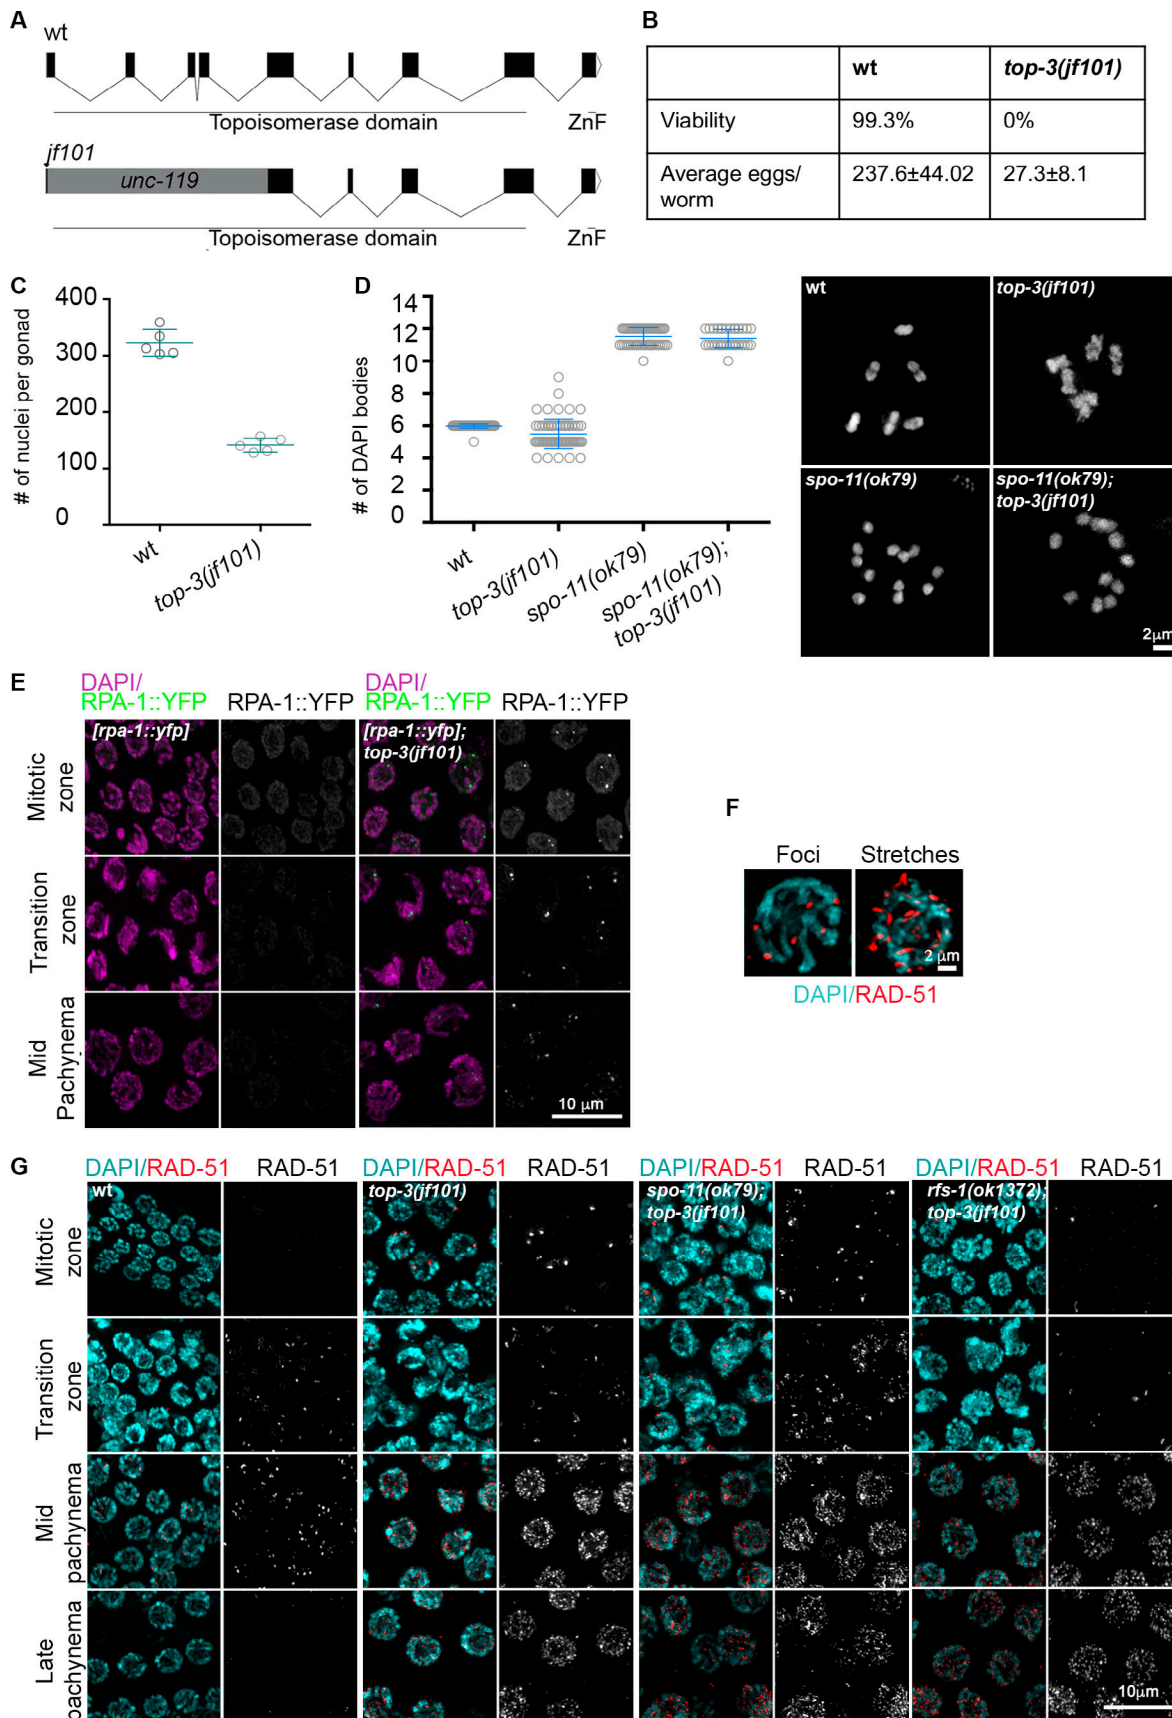 A
wt
Topoisomerase domain
ZnF
jf101
unc-119
Topoisomerase domain
ZnF
B
wt top-3(jf101)
Viability 99.3% 0%
Average eggs/ 237.6±44.02 27.3±8.1
worm
C
# of nuclei per gonad
400
300
200
100
0
wt
top-3(jf101)
D
# of DAPI bodies
14
12
10
8
6
4
2
0
wt
top-3(jf101)
spo-11(ok79)
spo-11(ok79);
top-3(jf101)
wt
top-3(jf101)
spo-11(ok79)
spo-11(ok79);
top-3(jf101)
2μm
E
DAPI/
RPA-1::YFP
RPA-1::YFP
DAPI/
RPA-1::YFP
RPA-1::YFP
[rpa-1::yfp]
[rpa-1::yfp];
top-3(jf101)
Mitotic
zone
Transition
zone
Mid
Pachynema
10 μm
F
Foci
Stretches
2 μm
DAPI/RAD-51
G
DAPI/RAD-51 RAD-51 DAPI/RAD-51 RAD-51 DAPI/RAD-51 RAD-51 DAPI/RAD-51 RAD-51
wt
top-3(jf101)
spo-11(ok79);
top-3(jf101)
rfs-1(ok1372);
top-3(jf101)
Mitotic
zone
Transition
zone
Mid
pachynema
Late
pachynema
10μm